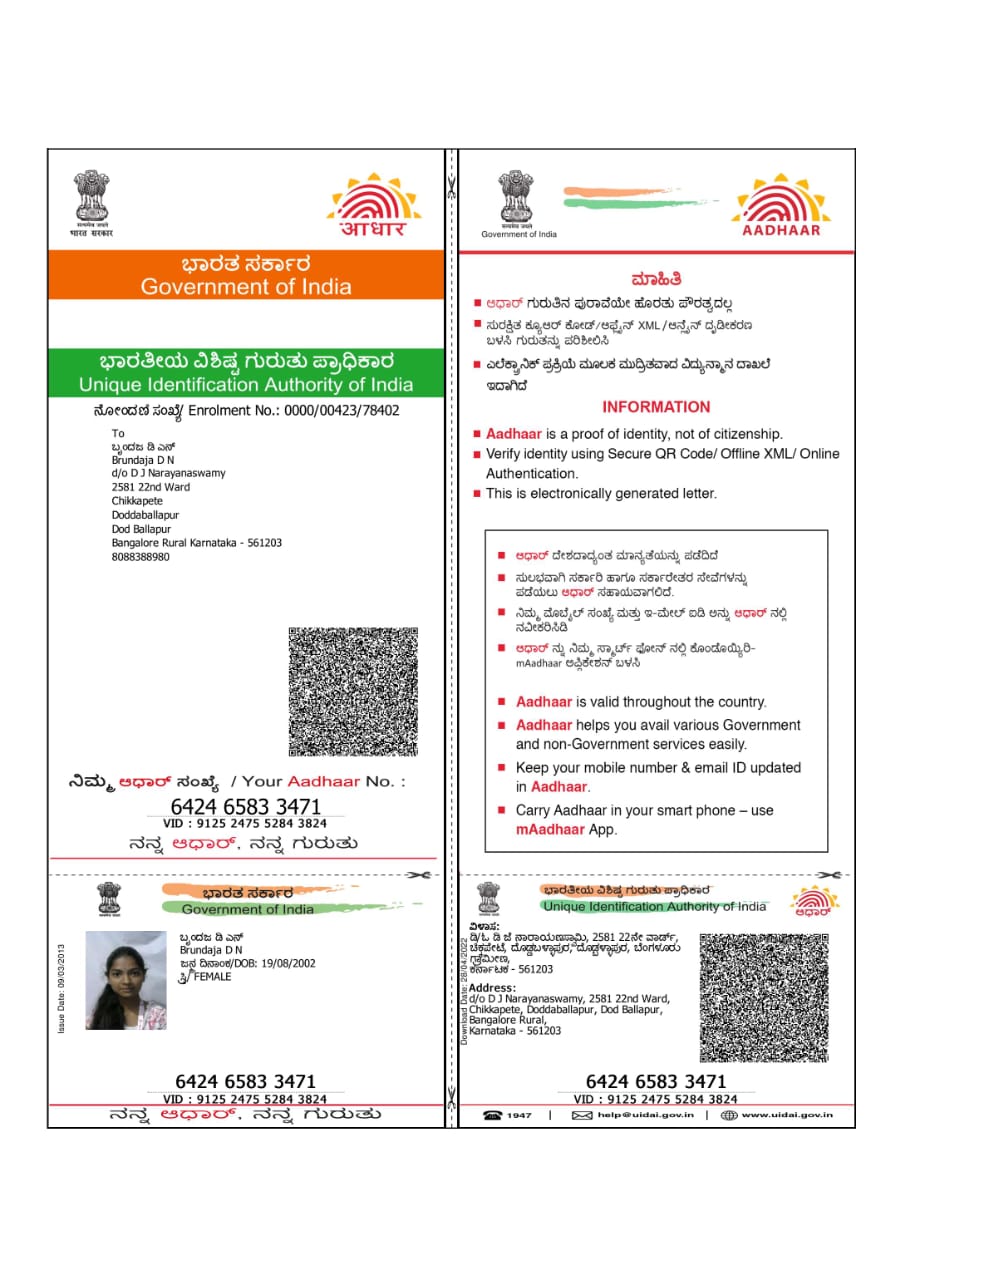 सत्यमेव जयते
भारत सरकार
आधार
ಭಾರತ ಸರ್ಕಾರ
Government of India
ಭಾರತೀಯ ವಿಶಿಷ್ಟ ಗುರುತು ಪ್ರಾಧಿಕಾರ
Unique Identification Authority of India
ನೋಂದಣಿ ಸಂಖ್ಯೆ/ Enrolment No.: 0000/00423/78402
To
ಬೃಂದಜ ಡಿ ಎನ್
Brundaja D N
d/o D J Narayanaswamy
2581 22nd Ward
Chikkapete
Doddaballapur
Dod Ballapur
Bangalore Rural Karnataka - 561203
8088388980
ನಿಮ್ಮ ಆಧಾರ್ ಸಂಖ್ಯೆ / Your Aadhaar No. :
6424 6583 3471
VID : 9125 2475 5284 3824
ನನ್ನ ಆಧಾರ್, ನನ್ನ ಗುರುತು
सत्यमेव जयते
Government of India
AADHAAR
ಮಾಹಿತಿ
ಆಧಾರ್ ಗುರುತಿನ ಪುರಾವೆಯೇ ಹೊರತು ಪೌರತ್ವದಲ್ಲ
ಸುರಕ್ಷಿತ ಕ್ಯೂಆರ್ ಕೋಡ್/ಆಫ್ಲೈನ್ XML/ಆನ್ಲೈನ್ ದೃಢೀಕರಣ
ಬಳಸಿ ಗುರುತನ್ನು ಪರಿಶೀಲಿಸಿ
ಎಲೆಕ್ಟ್ರಾನಿಕ್ ಪ್ರಕ್ರಿಯೆ ಮೂಲಕ ಮುದ್ರಿತವಾದ ವಿದ್ಯುನ್ಮಾನ ದಾಖಲೆ
ಇದಾಗಿದೆ
INFORMATION
Aadhaar is a proof of identity, not of citizenship.
Verify identity using Secure QR Code/ Offline XML/ Online
Authentication.
This is electronically generated letter.
ಆಧಾರ್ ದೇಶದಾದ್ಯಂತ ಮಾನ್ಯತೆಯನ್ನು ಪಡೆದಿದೆ
ಸುಲಭವಾಗಿ ಸರ್ಕಾರಿ ಹಾಗೂ ಸರ್ಕಾರೇತರ ಸೇವೆಗಳನ್ನು
ಪಡೆಯಲು ಆಧಾರ್ ಸಹಾಯವಾಗಲಿದೆ.
ನಿಮ್ಮ ಮೊಬೈಲ್ ಸಂಖ್ಯೆ ಮತ್ತು ಇ-ಮೇಲ್ ಐಡಿ ಅನ್ನು ಆಧಾರ್ ನಲ್ಲಿ
ನವೀಕರಿಸಿಡಿ
ಆಧಾರ್ ನ್ನು ನಿಮ್ಮ ಸ್ಮಾರ್ಟ್ ಫೋನ್ ನಲ್ಲಿ ಕೊಂಡೊಯ್ಯಿರಿ-
mAadhaar ಅಪ್ಲಿಕೇಶನ್ ಬಳಸಿ
Aadhaar is valid throughout the country.
Aadhaar helps you avail various Government
and non-Government services easily.
Keep your mobile number & email ID updated
in Aadhaar.
Carry Aadhaar in your smart phone – use
mAadhaar App.
ಭಾರತ ಸರ್ಕಾರ
Government of India
Issue Date: 09/03/2013
ಬೃಂದಜ ಡಿ ಎನ್
Brundaja D N
ಜನ್ಮ ದಿನಾಂಕ/DOB: 19/08/2002
ಸ್ತ್ರೀ/ FEMALE
6424 6583 3471
VID : 9125 2475 5284 3824
ನನ್ನ ಆಧಾರ್, ನನ್ನ ಗುರುತು
ಭಾರತೀಯ ವಿಶಿಷ್ಟ ಗುರುತು ಪ್ರಾಧಿಕಾರ
Unique Identification Authority of India
ಆಧಾರ್
Download Date: 28/04/2022
ವಿಳಾಸ:
ಡಿ/ಓ ಡಿ ಜೆ ನಾರಾಯಣಸ್ವಾಮಿ, 2581 22ನೇ ವಾರ್ಡ್,
ಚಿಕ್ಕಪೇಟೆ, ದೊಡ್ಡಬಳ್ಳಾಪುರ, ದೊಡ್ಬಳ್ಳಾಪುರ, ಬೆಂಗಳೂರು
ಗ್ರಾಮೀಣ,
ಕರ್ನಾಟಕ - 561203
Address:
d/o D J Narayanaswamy, 2581 22nd Ward,
Chikkapete, Doddaballapur, Dod Ballapur,
Bangalore Rural,
Karnataka - 561203
6424 6583 3471
VID : 9125 2475 5284 3824
1947 | help@uidai.gov.in | www.uidai.gov.in